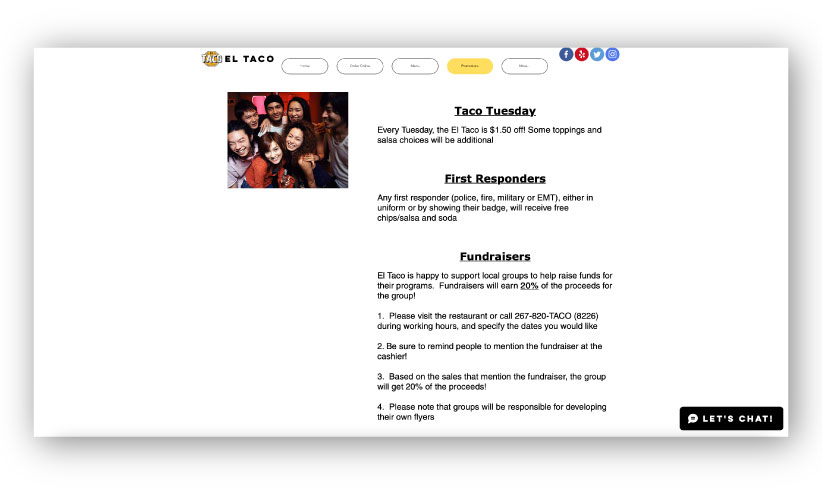 TACO EL TACO
Home Order Online Menu Promotions More
Taco Tuesday
Every Tuesday, the El Taco is $1.50 off! Some toppings and
salsa choices will be additional
First Responders
Any first responder (police, fire, military or EMT), either in
uniform or by showing their badge, will receive free
chips/salsa and soda
Fundraisers
El Taco is happy to support local groups to help raise funds for
their programs. Fundraisers will earn 20% of the proceeds for
the group!
1. Please visit the restaurant or call 267-820-TACO (8226)
during working hours, and specify the dates you would like
2. Be sure to remind people to mention the fundraiser at the
cashier!
3. Based on the sales that mention the fundraiser, the group
will get 20% of the proceeds!
4. Please note that groups will be responsible for developing
their own flyers
LET'S CHAT!